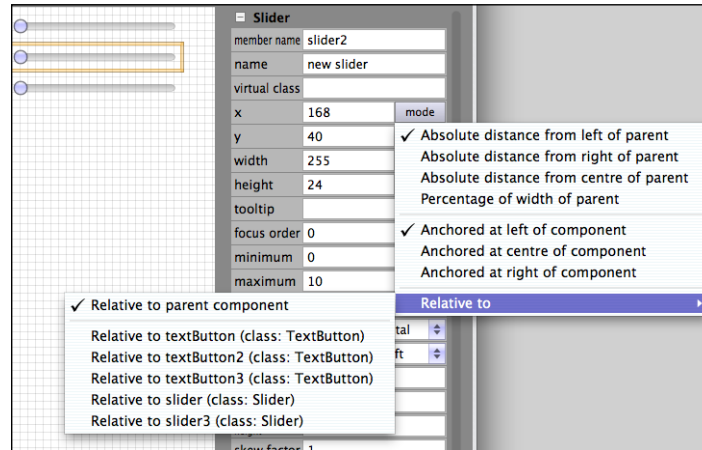 Slider
member name slider2
name new slider
virtual class
x 168 mode
y 40
width 255
height 24
tooltip
focus order 0
minimum 0
maximum 10
✓ Absolute distance from left of parent
Absolute distance from right of parent
Absolute distance from centre of parent
Percentage of width of parent
✓ Anchored at left of component
Anchored at centre of component
Anchored at right of component
Relative to
✓ Relative to parent component
Relative to textButton (class: TextButton)
Relative to textButton2 (class: TextButton)
Relative to textButton3 (class: TextButton)
Relative to slider (class: Slider)
Relative to slider3 (class: Slider)
tal
ft
skew factor 1